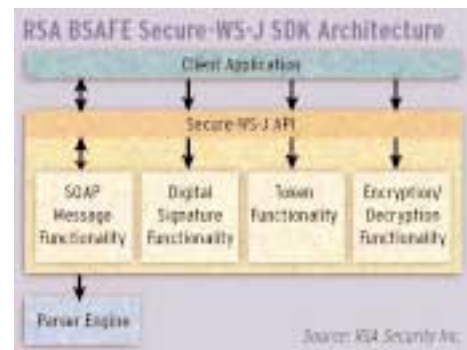 RSA BSAFE Secure-WS-J SDK Architecture
Client Application
Secure-WS-J API
SOAP
Message
Functionality
Digital
Signature
Functionality
Token
Functionality
Encryption/
Decryption
Functionality
Parser Engine
Source: RSA Security Inc.